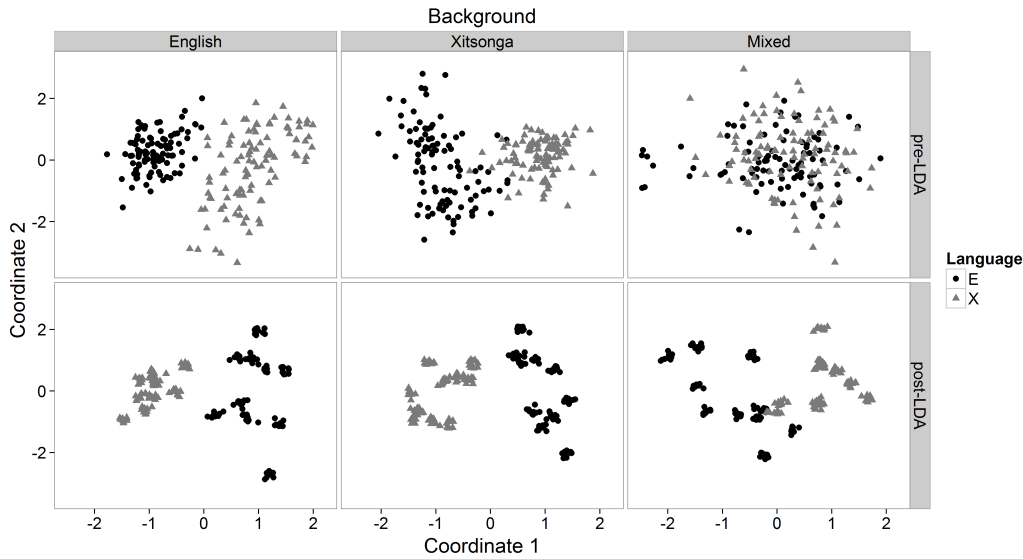 Background
English Xitsonga Mixed
2
0
-2
pre-LDA
Coordinate 2
2
0
-2
post-LDA
-2 -1 0 1 2 -2 -1 0 1 2 -2 -1 0 1 2
Coordinate 1
Language
E
X